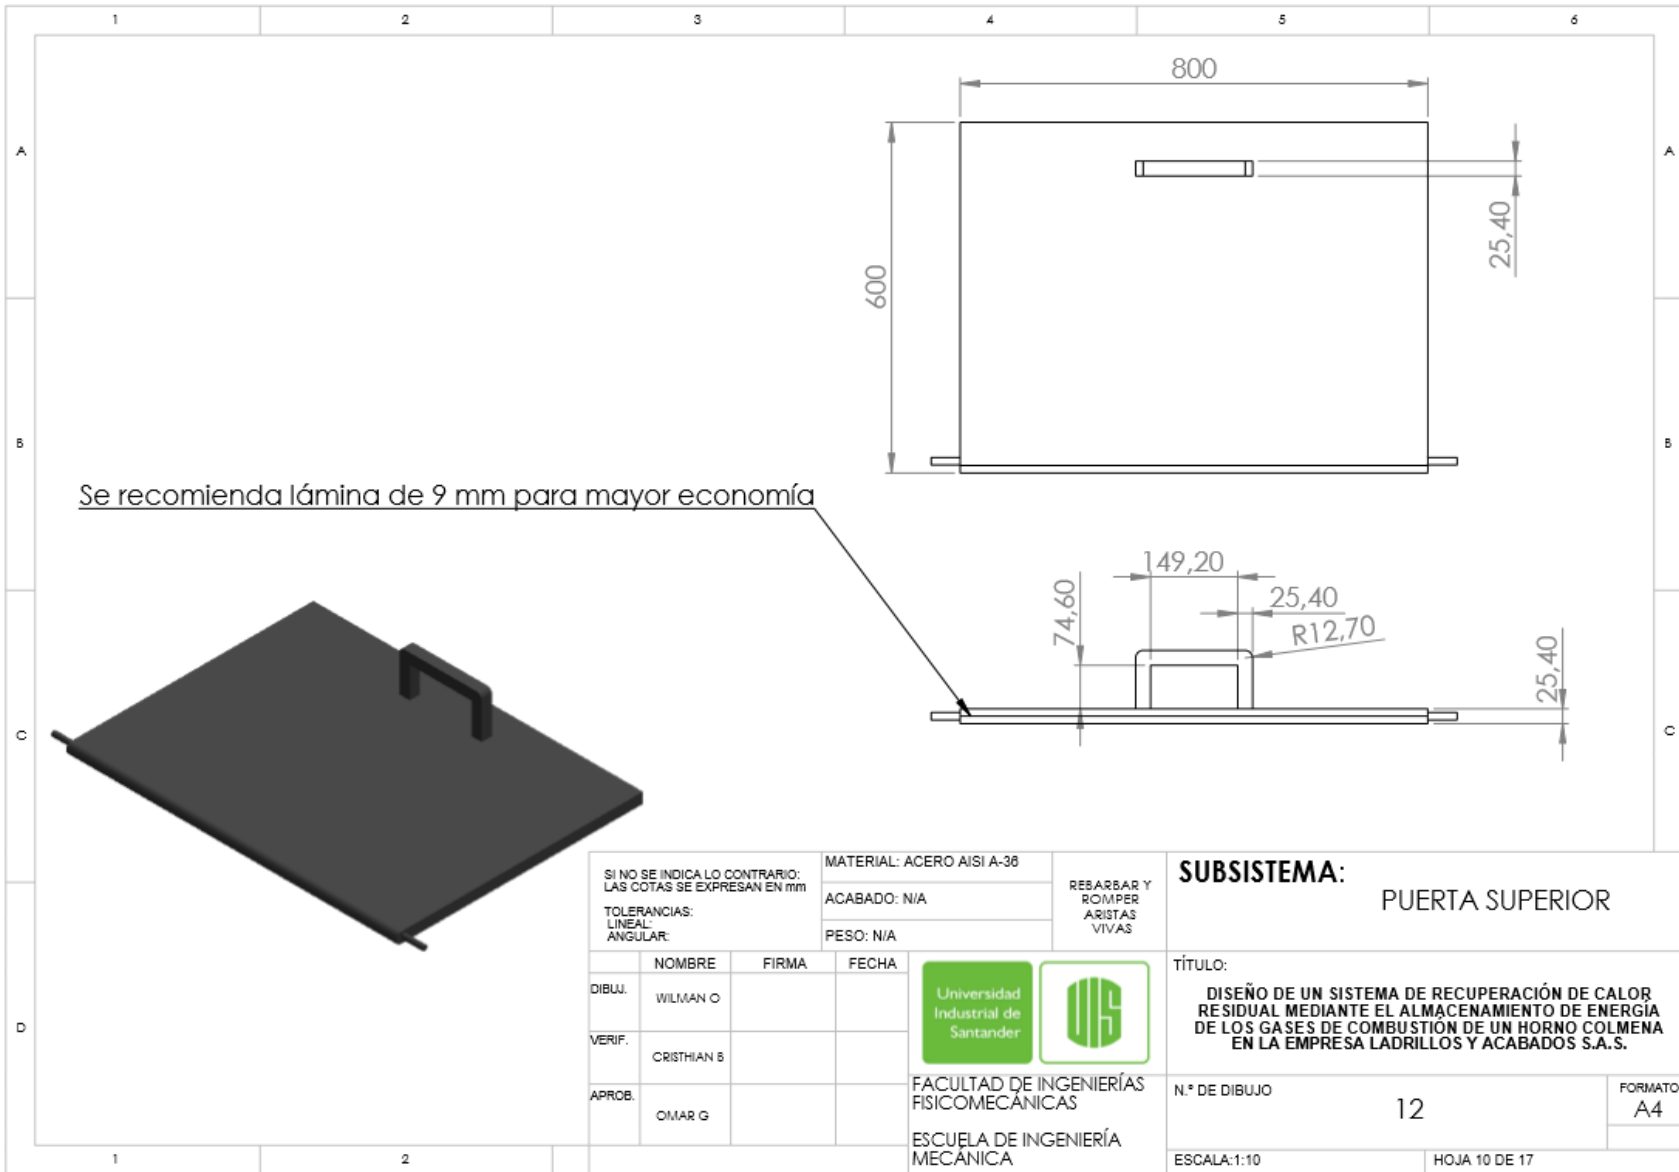 1 2 3 4 5 6
A A
B B
C C
D
1 2
800
600
25,40
Se recomienda lámina de 9 mm para mayor economía
149,20
74,60
25,40
R12,70
25,40
SI NO SE INDICA LO CONTRARIO:
LAS COTAS SE EXPRESAN EN mm
TOLERANCIAS:
LINEAL:
ANGULAR:
MATERIAL: ACERO AISI A-36
ACABADO: N/A
PESO: N/A
REBARBAR Y
ROMPER
ARISTAS
VIVAS
SUBSISTEMA:
PUERTA SUPERIOR
NOMBRE FIRMA FECHA
DIBUJ. WILMAN O
VERIF. CRISTHIAN B
APROB. OMAR G
Universidad
Industrial de
Santander
UIS
FACULTAD DE INGENIERÍAS
FISICOMECÁNICAS
ESCUELA DE INGENIERÍA
MECÁNICA
TÍTULO:
DISEÑO DE UN SISTEMA DE RECUPERACIÓN DE CALOR
RESIDUAL MEDIANTE EL ALMACENAMIENTO DE ENERGÍA
DE LOS GASES DE COMBUSTIÓN DE UN HORNO COLMENA
EN LA EMPRESA LADRILLOS Y ACABADOS S.A.S.
N.º DE DIBUJO
12
FORMATO
A4
ESCALA:1:10
HOJA 10 DE 17